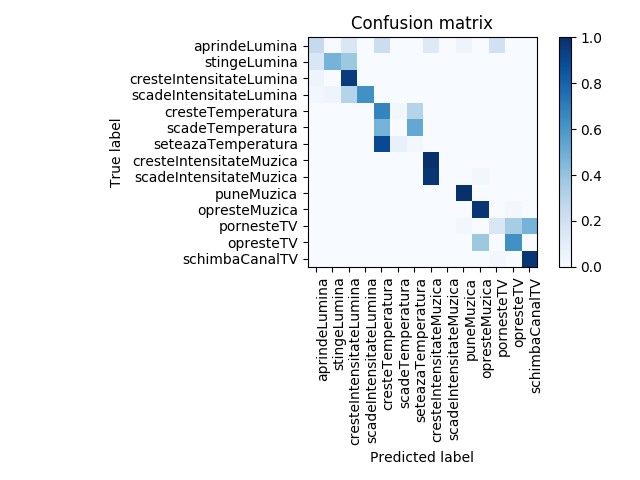 Confusion matrix
True label
aprindeLumina
stingeLumina
cresteIntensitateLumina
scadeIntensitateLumina
cresteTemperatura
scadeTemperatura
seteazaTemperatura
cresteIntensitateMuzica
scadeIntensitateMuzica
puneMuzica
opresteMuzica
pornesteTV
opresteTV
schimbaCanalTV
aprindeLumina
stingeLumina
cresteIntensitateLumina
scadeIntensitateLumina
cresteTemperatura
scadeTemperatura
seteazaTemperatura
cresteIntensitateMuzica
scadeIntensitateMuzica
puneMuzica
opresteMuzica
pornesteTV
opresteTV
schimbaCanalTV
Predicted label
1.0
0.8
0.6
0.4
0.2
0.0